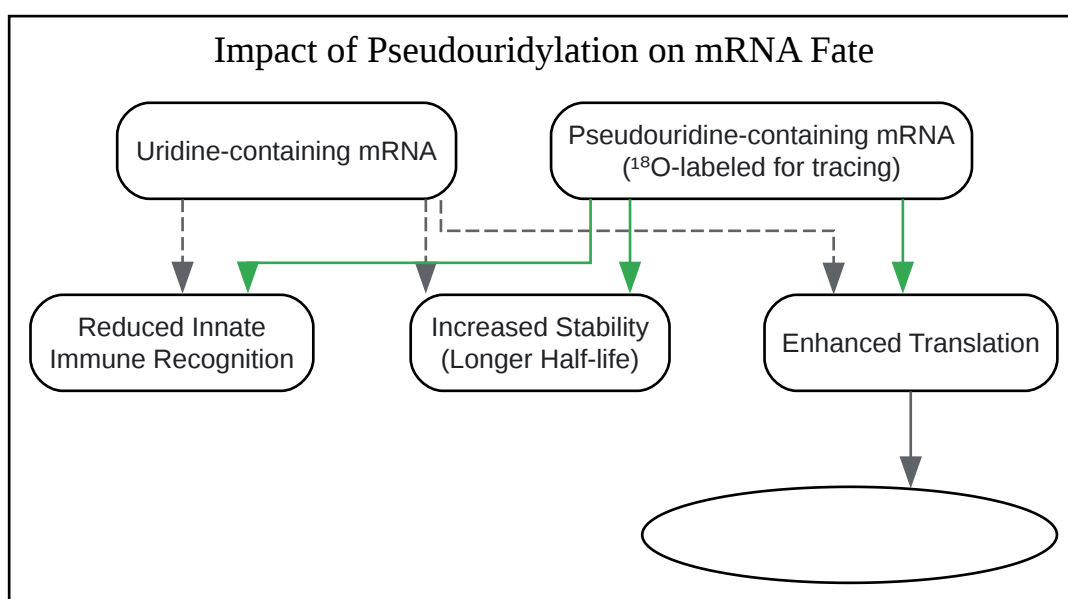 Impact of Pseudouridylation on mRNA Fate
Uridine-containing mRNA
Pseudouridine-containing mRNA
(¹⁸O-labeled for tracing)
Reduced Innate
Immune Recognition
Increased Stability
(Longer Half-life)
Enhanced Translation